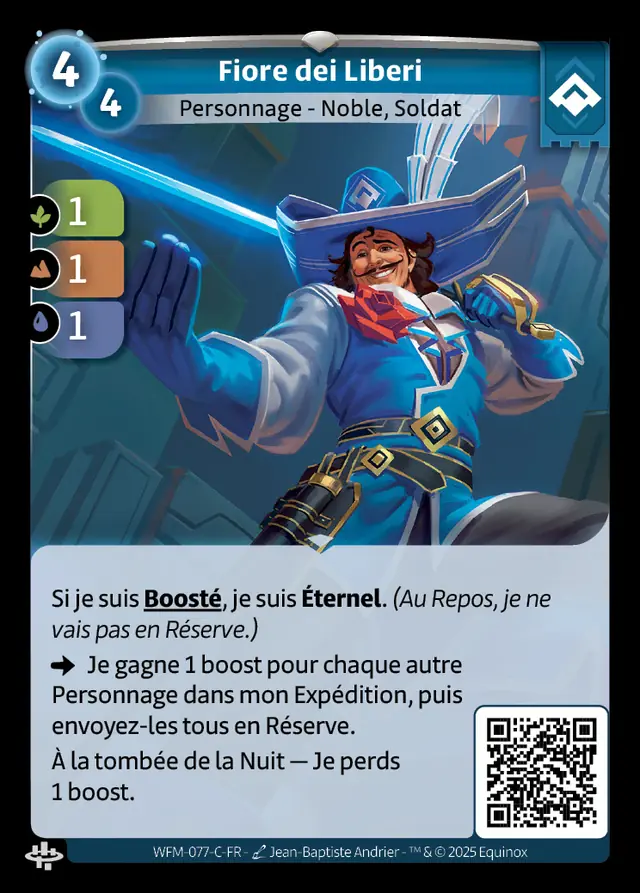 4
4
Fiore dei Liberi
Personnage - Noble, Soldat
1
1
1
Si je suis Boosté, je suis Éternel. (Au Repos, je ne
vais pas en Réserve.)
Je gagne 1 boost pour chaque autre
Personnage dans mon Expédition, puis
envoyez-les tous en Réserve.
À la tombée de la Nuit — Je perds
1 boost.
WFM-077-C-FR - Jean-Baptiste Andrier - ™ & © 2025 Equinox